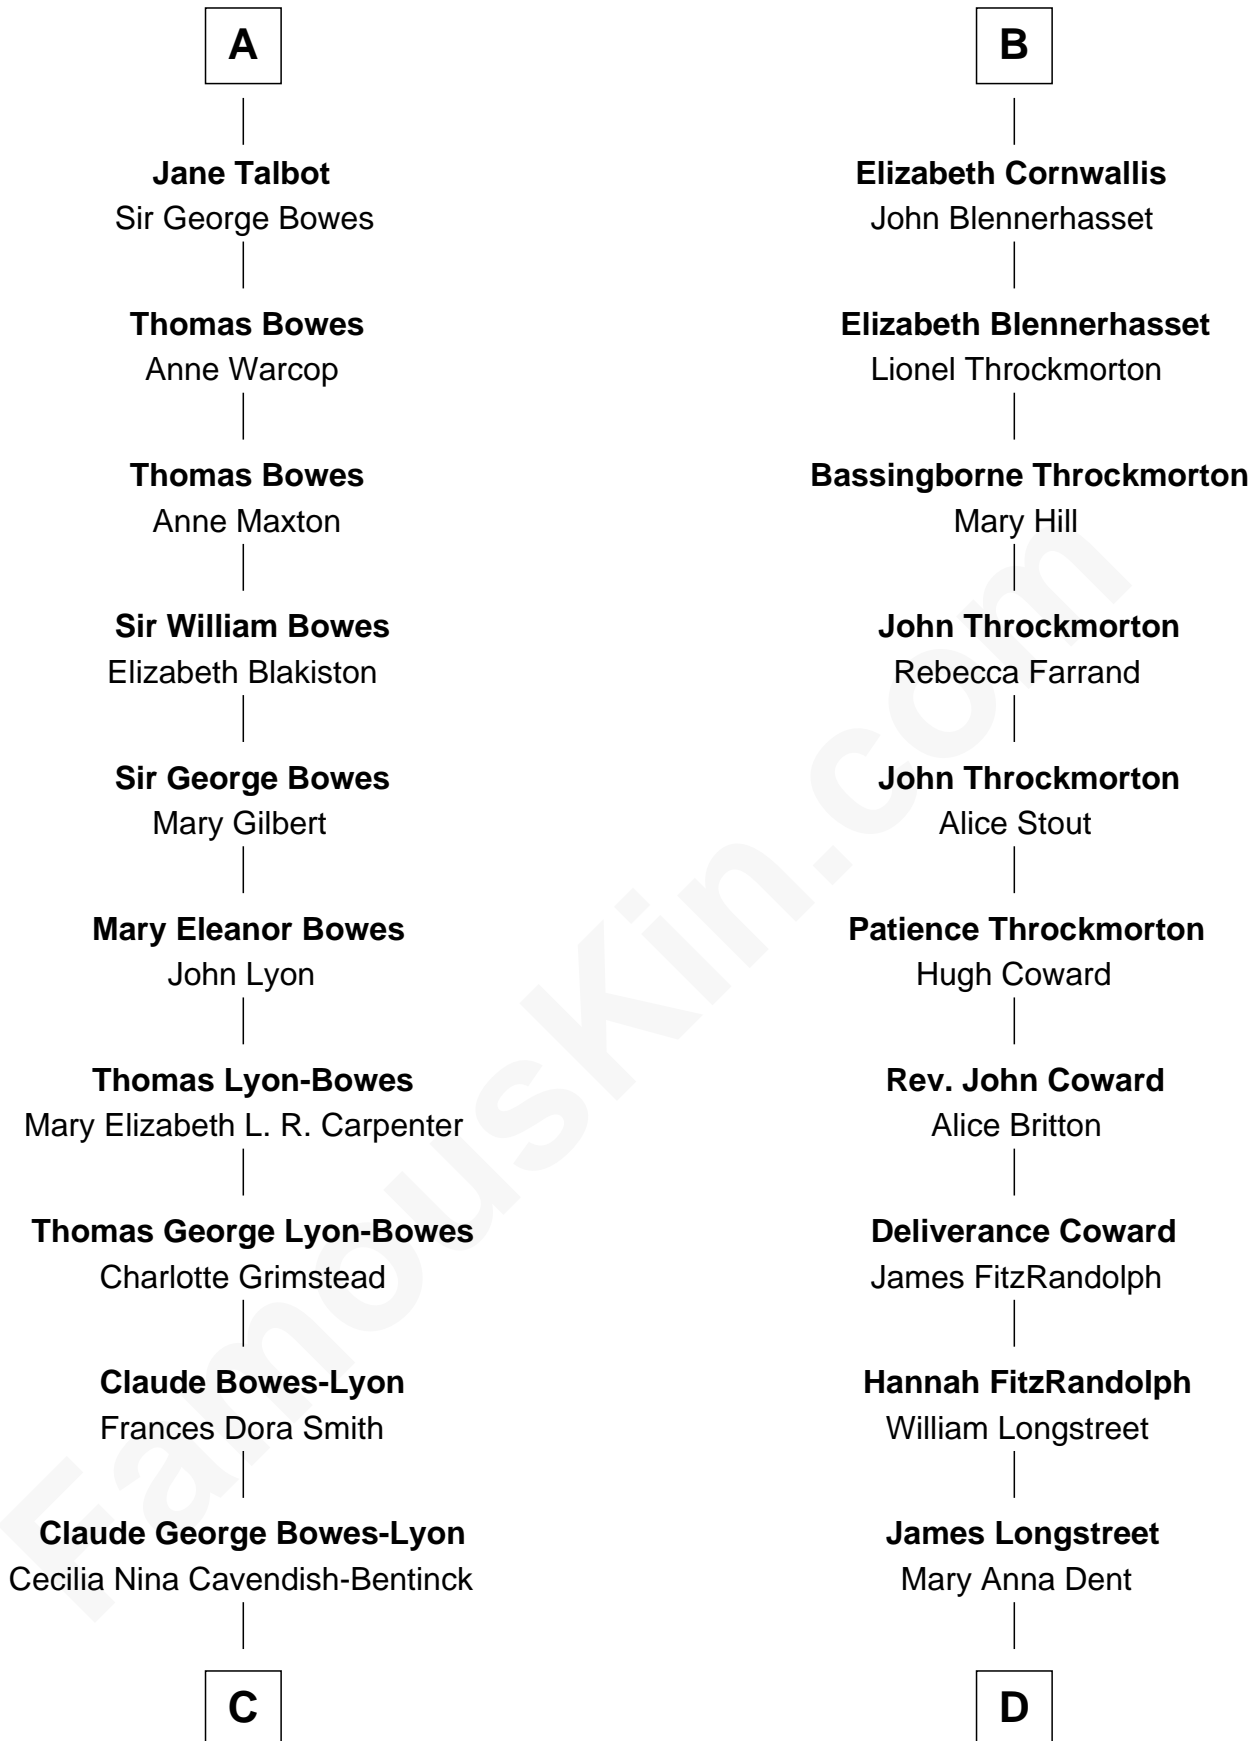 A
Jane Talbot
Sir George Bowes
Thomas Bowes
Anne Warcop
Thomas Bowes
Anne Maxton
Sir William Bowes
Elizabeth Blakiston
Sir George Bowes
Mary Gilbert
Mary Eleanor Bowes
John Lyon
Thomas Lyon-Bowes
Mary Elizabeth L. R. Carpenter
Thomas George Lyon-Bowes
Charlotte Grimstead
Claude Bowes-Lyon
Frances Dora Smith
Claude George Bowes-Lyon
Cecilia Nina Cavendish-Bentinck
C
B
Elizabeth Cornwallis
John Blennerhasset
Elizabeth Blennerhasset
Lionel Throckmorton
Bassingborne Throckmorton
Mary Hill
John Throckmorton
Rebecca Farrand
John Throckmorton
Alice Stout
Patience Throckmorton
Hugh Coward
Rev. John Coward
Alice Britton
Deliverance Coward
James FitzRandolph
Hannah FitzRandolph
William Longstreet
James Longstreet
Mary Anna Dent
D
FamousKin.com